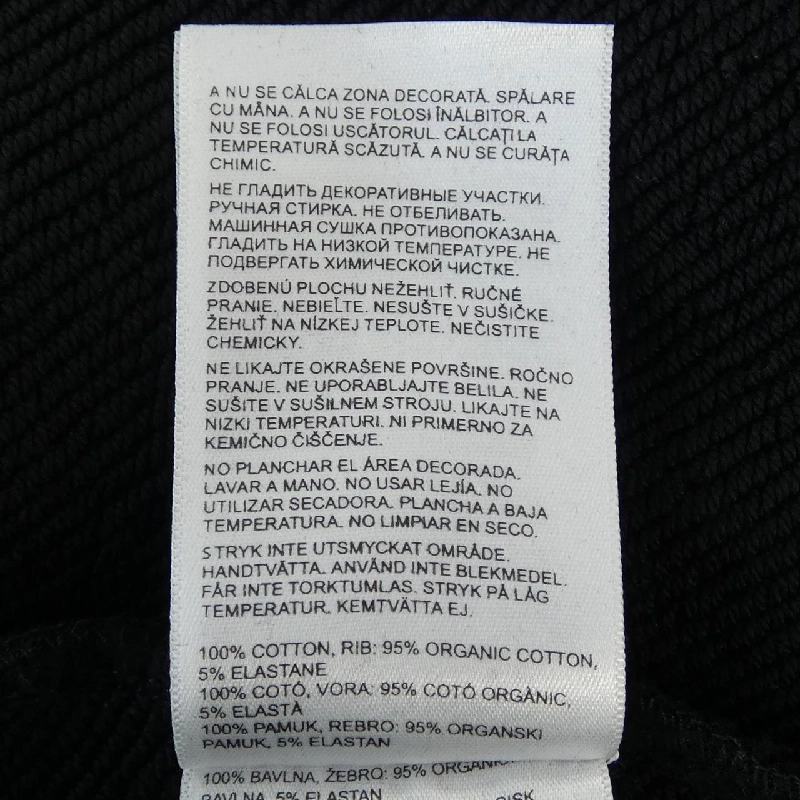 A NU SE CĂLCA ZONA DECORATĂ. SPĂLARE
CU MÂNA. A NU SE FOLOSI ÎNĂLBITOR. A
NU SE FOLOSI USCĂTORUL. CĂLCAȚI LA
TEMPERATURĂ SCĂZUTĂ. A NU SE CURĂȚA
CHIMIC.
НЕ ГЛАДИТЬ ДЕКОРАТИВНЫЕ УЧАСТКИ.
РУЧНАЯ СТИРКА. НЕ ОТБЕЛИВАТЬ.
МАШИННАЯ СУШКА ПРОТИВОПОКАЗАНА.
ГЛАДИТЬ НА НИЗКОЙ ТЕМПЕРАТУРЕ. НЕ
ПОДВЕРГАТЬ ХИМИЧЕСКОЙ ЧИСТКЕ.
ZDOBENÚ PLOCHU NEŽEHLIŤ. RUČNÉ
PRANIE. NEBIEĽTE. NESUŠTE V SUŠIČKE.
ŽEHLIŤ NA NÍZKEJ TEPLOTE. NEČISTITE
CHEMICKY.
NE LIKAJTE OKRAŠENE POVRŠINE. ROČNO
PRANJE. NE UPORABLJAJTE BELILA. NE
SUŠITE V SUŠILNEM STROJU. LIKAJTE NA
NIZKI TEMPERATURI. NI PRIMERNO ZA
KEMIČNO ČIŠČENJE.
NO PLANCHAR EL ÁREA DECORADA.
LAVAR A MANO. NO USAR LEJÍA. NO
UTILIZAR SECADORA. PLANCHA A BAJA
TEMPERATURA. NO LIMPIAR EN SECO.
STRYK INTE UTSMYCKAT OMRÅDE.
HANDTVÄTTA. ANVÄND INTE BLEKMEDEL.
FÅR INTE TORKTUMLAS. STRYK PÅ LÅG
TEMPERATUR. KEMTVÄTTA EJ.
100% COTTON, RIB: 95% ORGANIC COTTON,
5% ELASTANE
100% COTÓ, VORA: 95% COTÓ ORGÀNIC,
5% ELASTÀ
100% PAMUK, REBRO: 95% ORGANSKI
PAMUK, 5% ELASTAN
100% BAVLNA, ŽEBRO: 95%
BAVLNA, 5% ELASTAN